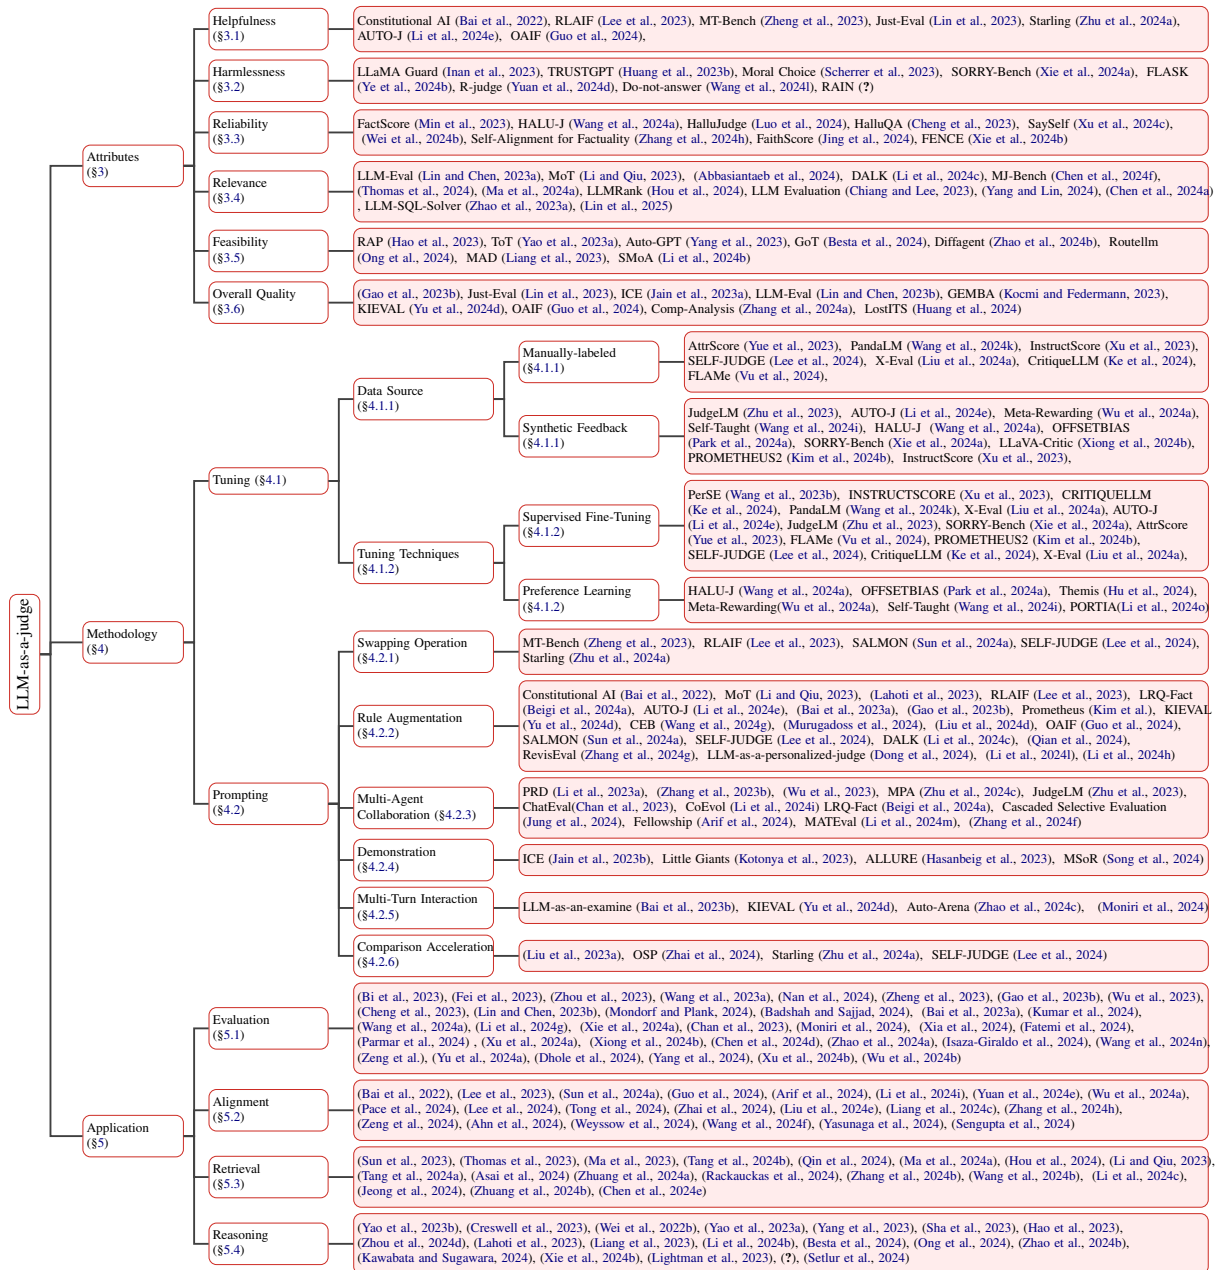 Helpfulness
(§3.1)
Constitutional AI (Bai et al., 2022), RLAIF (Lee et al., 2023), MT-Bench (Zheng et al., 2023), Just-Eval (Lin et al., 2023), Starling (Zhu et al., 2024a),
AUTO-J (Li et al., 2024e), OAIF (Guo et al., 2024),
Harmlessness
(§3.2)
LLaMA Guard (Inan et al., 2023), TRUSTGPT (Huang et al., 2023b), Moral Choice (Scherrer et al., 2023), SORRY-Bench (Xie et al., 2024a), FLASK
(Ye et al., 2024b), R-judge (Yuan et al., 2024d), Do-not-answer (Wang et al., 2024l), RAIN (?)
Reliability
(§3.3)
FactScore (Min et al., 2023), HALU-J (Wang et al., 2024a), HalluJudge (Luo et al., 2024), HalluQA (Cheng et al., 2023), SaySelf (Xu et al., 2024c),
(Wei et al., 2024b), Self-Alignment for Factuality (Zhang et al., 2024h), FaithScore (Jing et al., 2024), FENCE (Xie et al., 2024b)
Attributes
(§3)
Relevance
(§3.4)
LLM-Eval (Lin and Chen, 2023a), MoT (Li and Qiu, 2023), (Abbasiantaeb et al., 2024), DALK (Li et al., 2024c), MJ-Bench (Chen et al., 2024f),
(Thomas et al., 2024), (Ma et al., 2024a), LLMRank (Hou et al., 2024), LLM Evaluation (Chiang and Lee, 2023), (Yang and Lin, 2024), (Chen et al., 2024a)
, LLM-SQL-Solver (Zhao et al., 2023a), (Lin et al., 2025)
Feasibility
(§3.5)
RAP (Hao et al., 2023), ToT (Yao et al., 2023a), Auto-GPT (Yang et al., 2023), GoT (Besta et al., 2024), Diffagent (Zhao et al., 2024b), Routellm
(Ong et al., 2024), MAD (Liang et al., 2023), SMoA (Li et al., 2024b)
Overall Quality
(§3.6)
(Gao et al., 2023b), Just-Eval (Lin et al., 2023), ICE (Jain et al., 2023a), LLM-Eval (Lin and Chen, 2023b), GEMBA (Kocmi and Federmann, 2023),
KIEVAL (Yu et al., 2024d), OAIF (Guo et al., 2024), Comp-Analysis (Zhang et al., 2024a), LostITS (Huang et al., 2024)
LLM-as-a-judge
Methodology
(§4)
Tuning (§4.1)
Data Source
(§4.1.1)
Manually-labeled
(§4.1.1)
AttrScore (Yue et al., 2023), PandaLM (Wang et al., 2024k), InstructScore (Xu et al., 2023),
SELF-JUDGE (Lee et al., 2024), X-Eval (Liu et al., 2024a), CritiqueLLM (Ke et al., 2024),
FLAMe (Vu et al., 2024),
Synthetic Feedback
(§4.1.1)
JudgeLM (Zhu et al., 2023), AUTO-J (Li et al., 2024e), Meta-Rewarding (Wu et al., 2024a),
Self-Taught (Wang et al., 2024i), HALU-J (Wang et al., 2024a), OFFSETBIAS
(Park et al., 2024a), SORRY-Bench (Xie et al., 2024a), LLaVA-Critic (Xiong et al., 2024b),
PROMETHEUS2 (Kim et al., 2024b), InstructScore (Xu et al., 2023),
Tuning Techniques
(§4.1.2)
Supervised Fine-Tuning
(§4.1.2)
PerSE (Wang et al., 2023b), INSTRUCTSCORE (Xu et al., 2023), CRITIQUELLM
(Ke et al., 2024), PandaLM (Wang et al., 2024k), X-Eval (Liu et al., 2024a), AUTO-J
(Li et al., 2024e), JudgeLM (Zhu et al., 2023), SORRY-Bench (Xie et al., 2024a), AttrScore
(Yue et al., 2023), FLAMe (Vu et al., 2024), PROMETHEUS2 (Kim et al., 2024b),
SELF-JUDGE (Lee et al., 2024), CritiqueLLM (Ke et al., 2024), X-Eval (Liu et al., 2024a),
Preference Learning
(§4.1.2)
HALU-J (Wang et al., 2024a), OFFSETBIAS (Park et al., 2024a), Themis (Hu et al., 2024),
Meta-Rewarding(Wu et al., 2024a), Self-Taught (Wang et al., 2024i), PORTIA(Li et al., 2024o)
Prompting
(§4.2)
Swapping Operation
(§4.2.1)
MT-Bench (Zheng et al., 2023), RLAIF (Lee et al., 2023), SALMON (Sun et al., 2024a), SELF-JUDGE (Lee et al., 2024),
Starling (Zhu et al., 2024a)
Rule Augmentation
(§4.2.2)
Constitutional AI (Bai et al., 2022), MoT (Li and Qiu, 2023), (Lahoti et al., 2023), RLAIF (Lee et al., 2023), LRQ-Fact
(Beigi et al., 2024a), AUTO-J (Li et al., 2024e), (Bai et al., 2023a), (Gao et al., 2023b), Prometheus (Kim et al.), KIEVAL
(Yu et al., 2024d), CEB (Wang et al., 2024g), (Murugadoss et al., 2024), (Liu et al., 2024d), OAIF (Guo et al., 2024),
SALMON (Sun et al., 2024a), SELF-JUDGE (Lee et al., 2024), DALK (Li et al., 2024c), (Qian et al., 2024),
RevisEval (Zhang et al., 2024g), LLM-as-a-personalized-judge (Dong et al., 2024), (Li et al., 2024l), (Li et al., 2024h)
Multi-Agent
Collaboration (§4.2.3)
PRD (Li et al., 2023a), (Zhang et al., 2023b), (Wu et al., 2023), MPA (Zhu et al., 2024c), JudgeLM (Zhu et al., 2023),
ChatEval(Chan et al., 2023), CoEvol (Li et al., 2024i) LRQ-Fact (Beigi et al., 2024a), Cascaded Selective Evaluation
(Jung et al., 2024), Fellowship (Arif et al., 2024), MATEval (Li et al., 2024m), (Zhang et al., 2024f)
Demonstration
(§4.2.4)
ICE (Jain et al., 2023b), Little Giants (Kotonya et al., 2023), ALLURE (Hasanbeig et al., 2023), MSoR (Song et al., 2024)
Multi-Turn Interaction
(§4.2.5)
LLM-as-an-examine (Bai et al., 2023b), KIEVAL (Yu et al., 2024d), Auto-Arena (Zhao et al., 2024c), (Moniri et al., 2024)
Comparison Acceleration
(§4.2.6)
(Liu et al., 2023a), OSP (Zhai et al., 2024), Starling (Zhu et al., 2024a), SELF-JUDGE (Lee et al., 2024)
Application
(§5)
Evaluation
(§5.1)
(Bi et al., 2023), (Fei et al., 2023), (Zhou et al., 2023), (Wang et al., 2023a), (Nan et al., 2024), (Zheng et al., 2023), (Gao et al., 2023b), (Wu et al., 2023),
(Cheng et al., 2023), (Lin and Chen, 2023b), (Mondorf and Plank, 2024), (Badshah and Sajjad, 2024), (Bai et al., 2023a), (Kumar et al., 2024),
(Wang et al., 2024a), (Li et al., 2024g), (Xie et al., 2024a), (Chan et al., 2023), (Moniri et al., 2024), (Xia et al., 2024), (Fatemi et al., 2024),
(Parmar et al., 2024) , (Xu et al., 2024a), (Xiong et al., 2024b), (Chen et al., 2024d), (Zhao et al., 2024a), (Isaza-Giraldo et al., 2024), (Wang et al., 2024n),
(Zeng et al.), (Yu et al., 2024a), (Dhole et al., 2024), (Yang et al., 2024), (Xu et al., 2024b), (Wu et al., 2024b)
Alignment
(§5.2)
(Bai et al., 2022), (Lee et al., 2023), (Sun et al., 2024a), (Guo et al., 2024), (Arif et al., 2024), (Li et al., 2024i), (Yuan et al., 2024e), (Wu et al., 2024a),
(Pace et al., 2024), (Lee et al., 2024), (Tong et al., 2024), (Zhai et al., 2024), (Liu et al., 2024e), (Liang et al., 2024c), (Zhang et al., 2024h),
(Zeng et al., 2024), (Ahn et al., 2024), (Weyssow et al., 2024), (Wang et al., 2024f), (Yasunaga et al., 2024), (Sengupta et al., 2024)
Retrieval
(§5.3)
(Sun et al., 2023), (Thomas et al., 2023), (Ma et al., 2023), (Tang et al., 2024b), (Qin et al., 2024), (Ma et al., 2024a), (Hou et al., 2024), (Li and Qiu, 2023),
(Tang et al., 2024a), (Asai et al., 2024) (Zhuang et al., 2024a), (Rackauckas et al., 2024), (Zhang et al., 2024b), (Wang et al., 2024b), (Li et al., 2024c),
(Jeong et al., 2024), (Zhuang et al., 2024b), (Chen et al., 2024e)
Reasoning
(§5.4)
(Yao et al., 2023b), (Creswell et al., 2023), (Wei et al., 2022b), (Yao et al., 2023a), (Yang et al., 2023), (Sha et al., 2023), (Hao et al., 2023),
(Zhou et al., 2024d), (Lahoti et al., 2023), (Liang et al., 2023), (Li et al., 2024b), (Besta et al., 2024), (Ong et al., 2024), (Zhao et al., 2024b),
(Kawabata and Sugawara, 2024), (Xie et al., 2024b), (Lightman et al., 2023), (?), (Setlur et al., 2024)